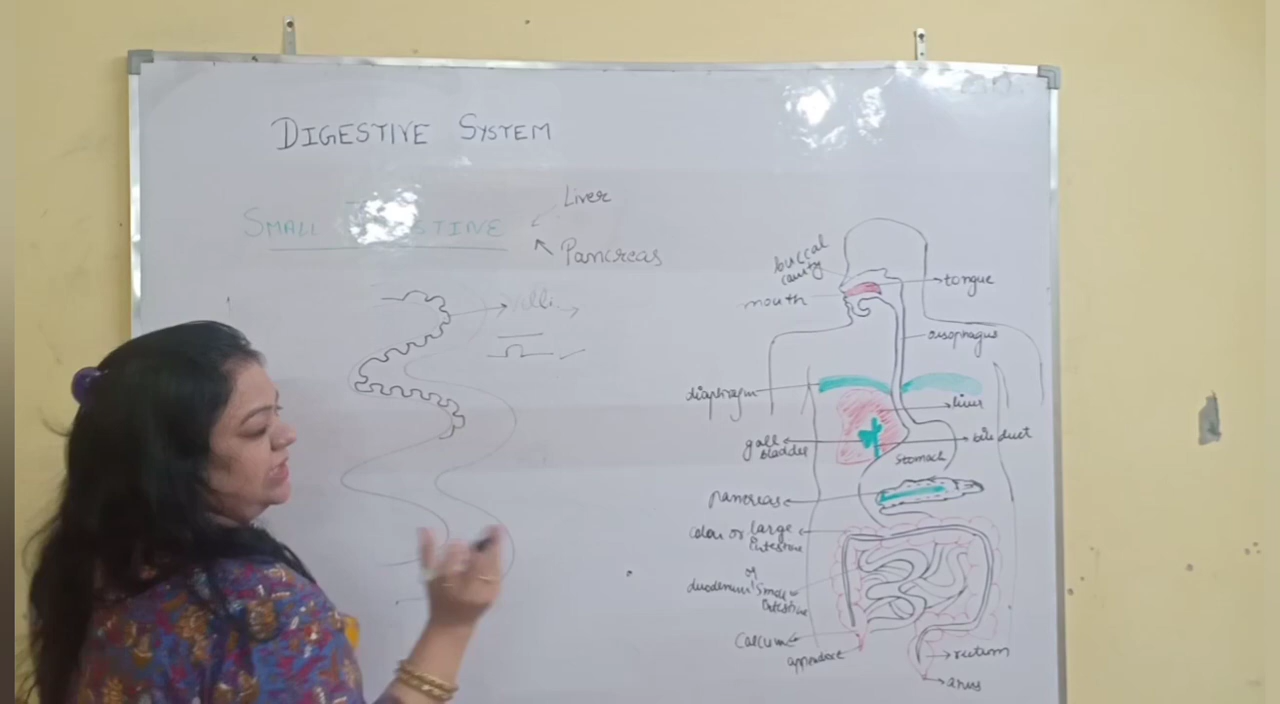 DIGESTIVE SYSTEM
Liver
SMALL
Pancreas
villi
buccal
cavity
tongue
mouth
oesophagus
diaphragm
liver
gall
bladder
bile duct
Stomach
pancreas
colon or large
intestine
or
duodenum
intestine
appendix
rectum
anus